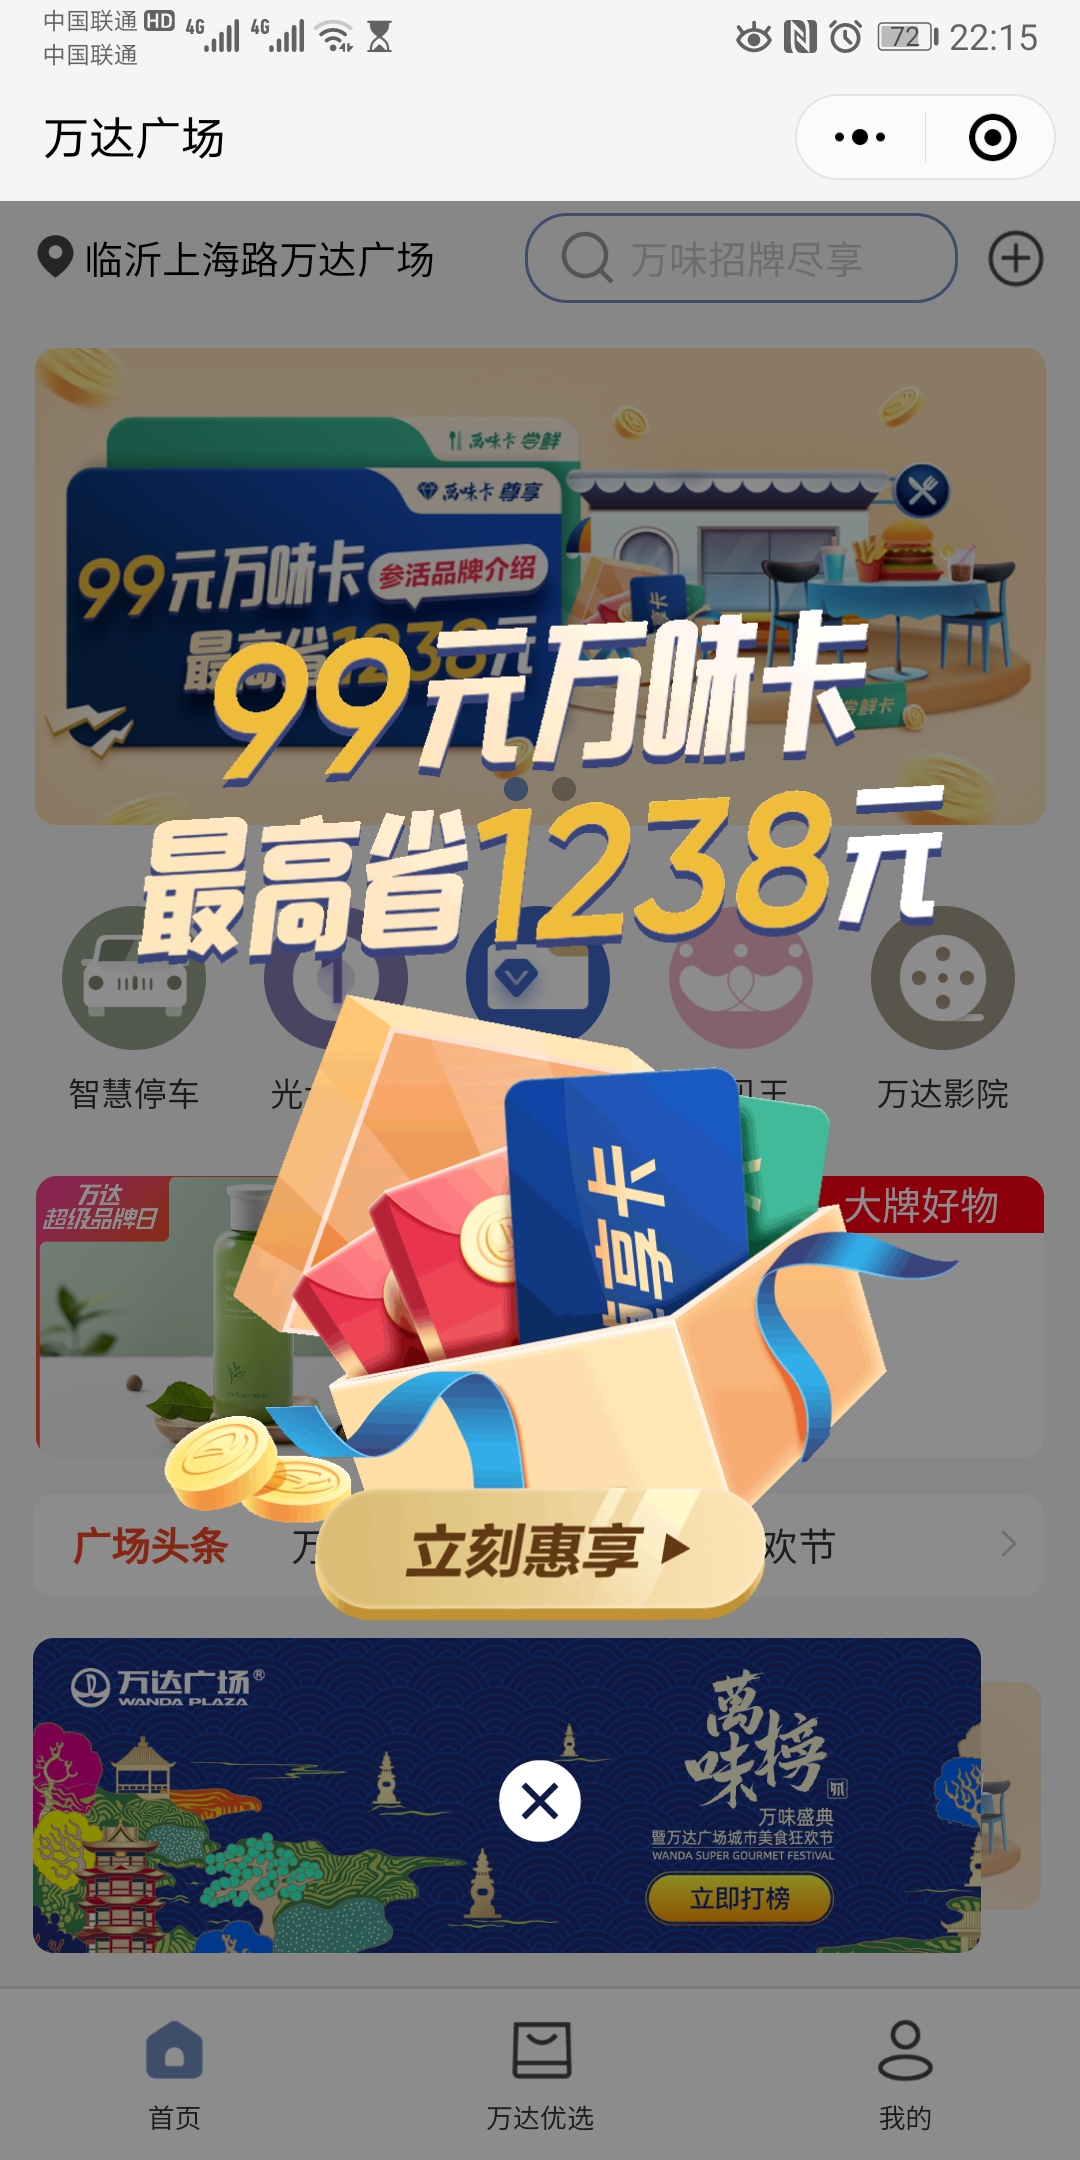 中国联通 HD 4G 4G 72 22:15
中国联通
万达广场
临沂上海路万达广场 万味招牌尽享
萬味卡 尝鲜
萬味卡 尊享
99元万味卡 参活品牌介绍
最高省1238元
享卡
尝鲜卡
99元万味卡
最高省1238元
智慧停车 光 万达影院
万达
超级品牌日
大牌好物
享卡
广场头条 万 欢节
立刻惠享
万达广场®
WANDA PLAZA
萬味榜
万味盛典
暨万达广场城市美食狂欢节
WANDA SUPER GOURMET FESTIVAL
立即打榜
首页 万达优选 我的